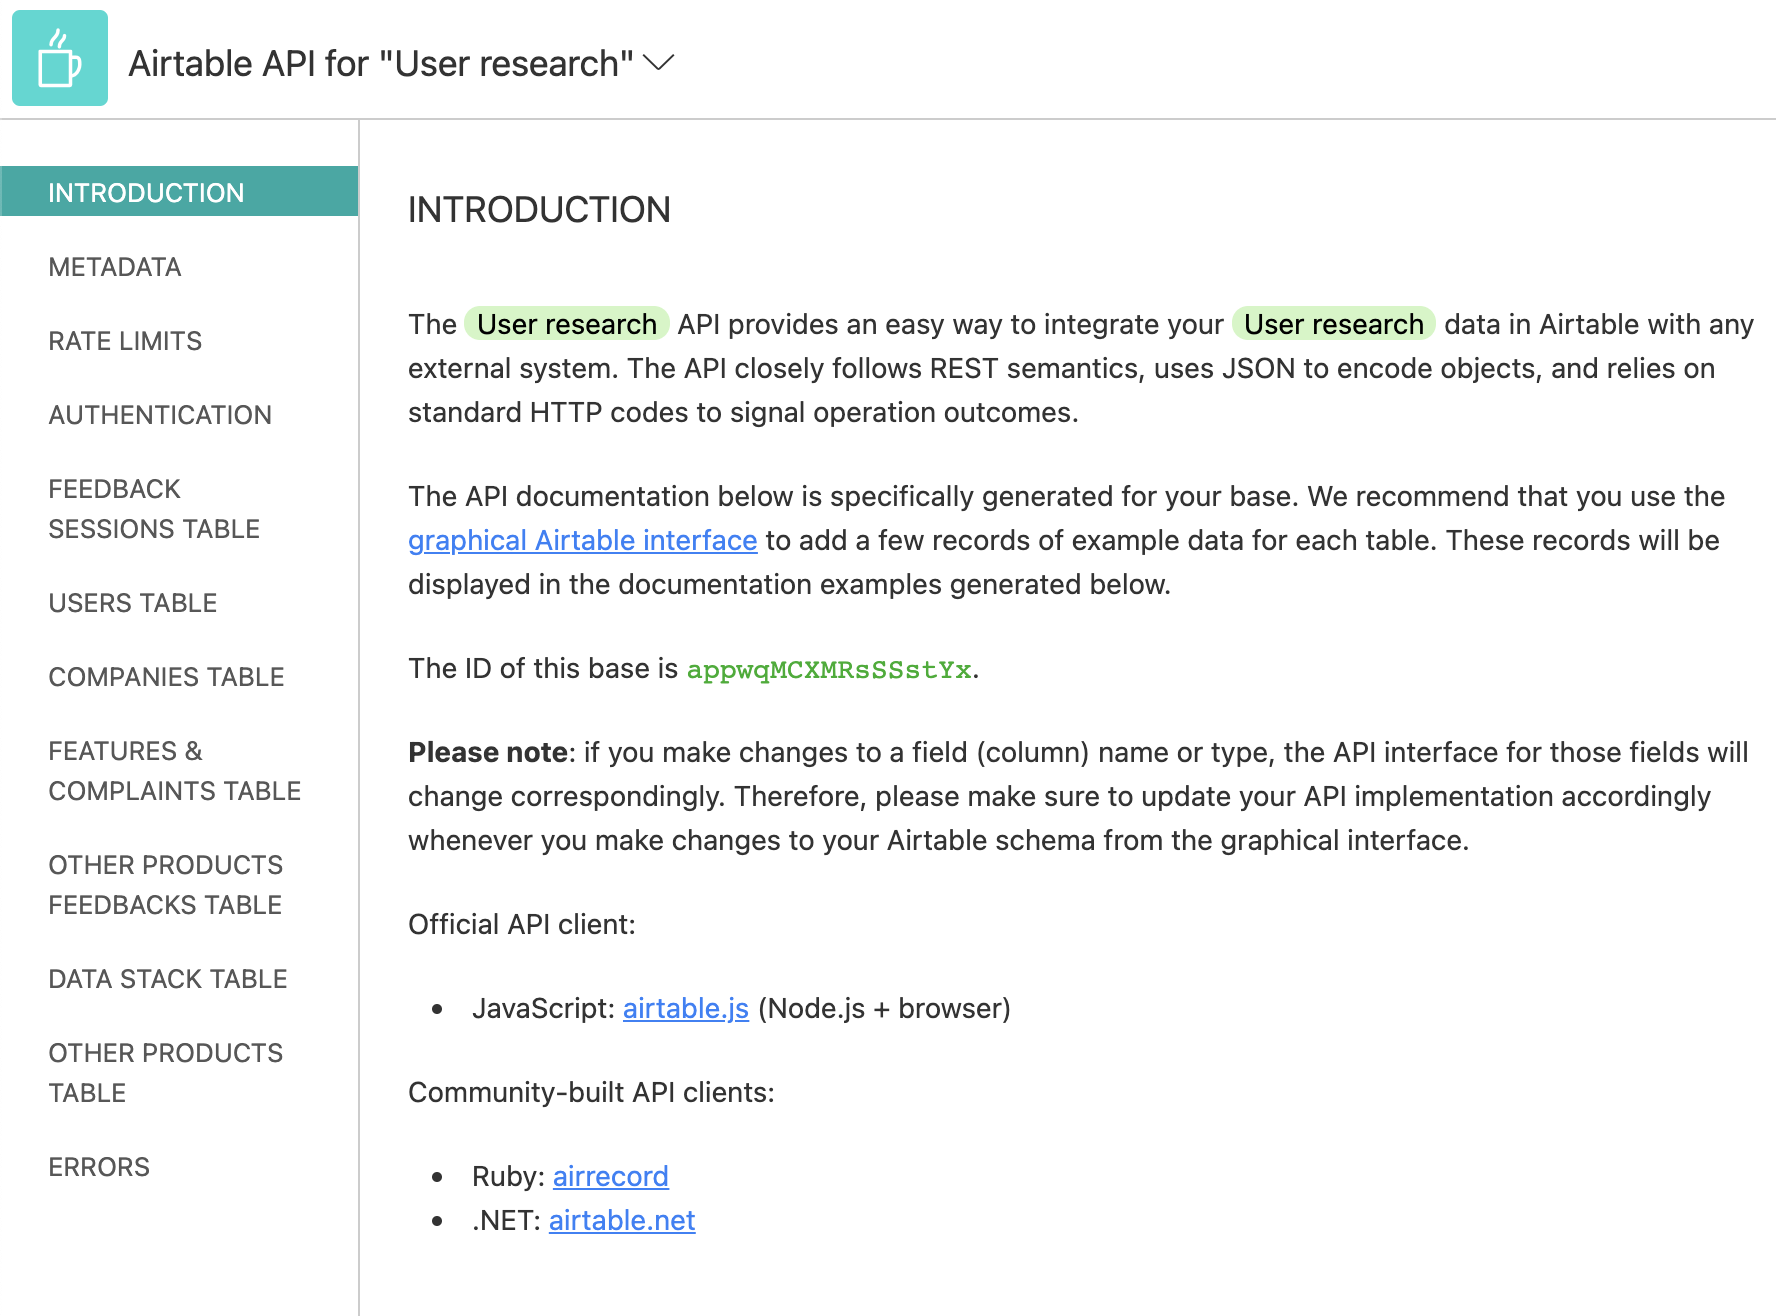 Airtable API for "User research"
INTRODUCTION
METADATA
RATE LIMITS
AUTHENTICATION
FEEDBACK
SESSIONS TABLE
USERS TABLE
COMPANIES TABLE
FEATURES &
COMPLAINTS TABLE
OTHER PRODUCTS
FEEDBACKS TABLE
DATA STACK TABLE
OTHER PRODUCTS
TABLE
ERRORS
INTRODUCTION
The User research API provides an easy way to integrate your User research data in Airtable with any
external system. The API closely follows REST semantics, uses JSON to encode objects, and relies on
standard HTTP codes to signal operation outcomes.
The API documentation below is specifically generated for your base. We recommend that you use the
graphical Airtable interface to add a few records of example data for each table. These records will be
displayed in the documentation examples generated below.
The ID of this base is appwqMCXMRsSSstYx.
Please note: if you make changes to a field (column) name or type, the API interface for those fields will
change correspondingly. Therefore, please make sure to update your API implementation accordingly
whenever you make changes to your Airtable schema from the graphical interface.
Official API client:
• JavaScript: airtable.js (Node.js + browser)
Community-built API clients:
• Ruby: airrecord
• .NET: airtable.net